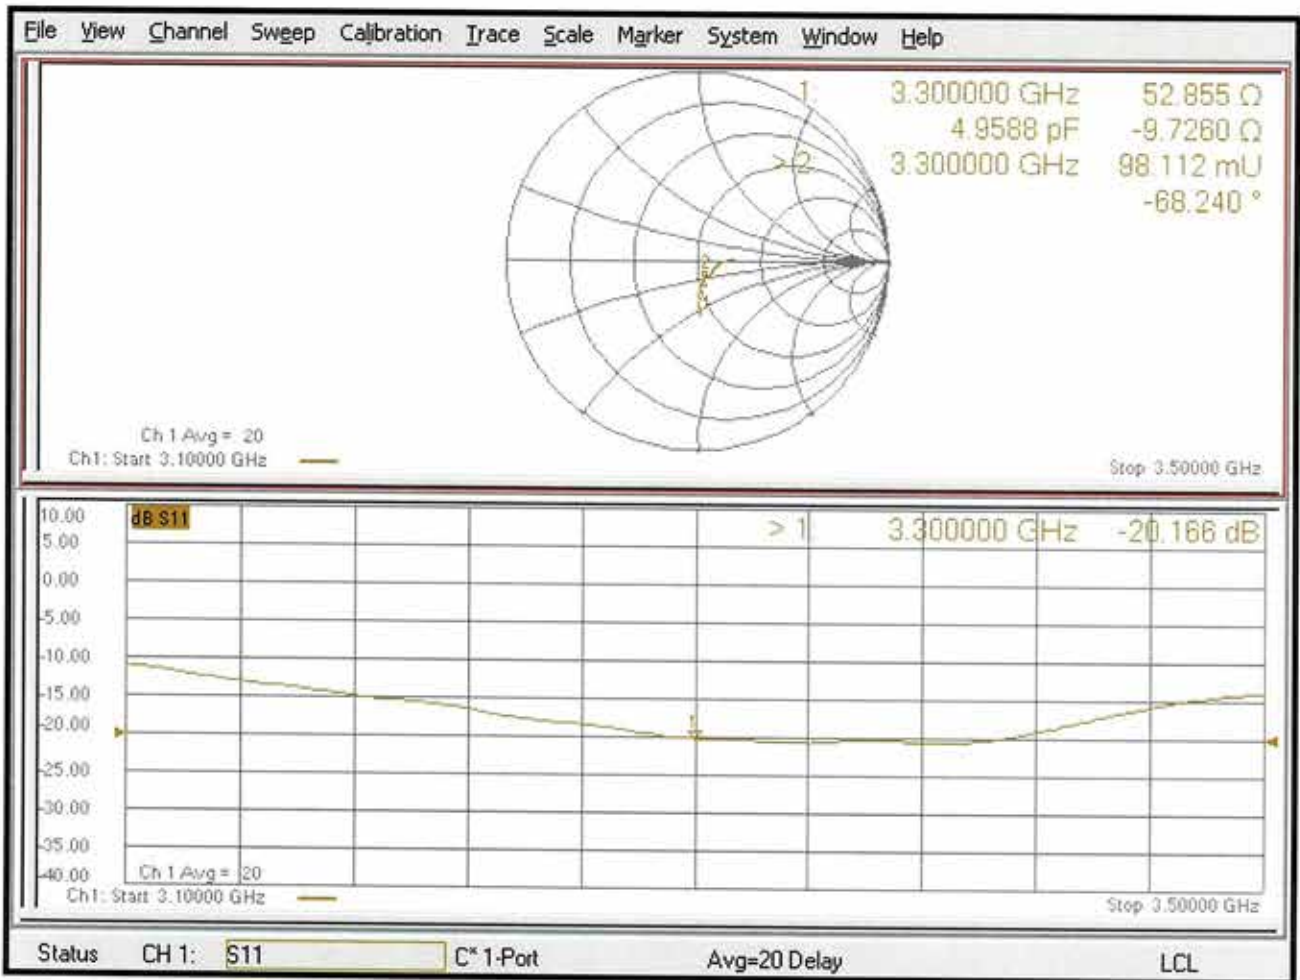 File View Channel Sweep Calibration Trace Scale Marker System Window Help
1: 3.300000 GHz 52.855 Ω
4.9588 pF -9.7260 Ω
> 2: 3.300000 GHz 98.112 mU
-68.240 °
Ch 1 Avg = 20
Ch1: Start 3.10000 GHz
Stop 3.50000 GHz
10.00
dB S11
> 1: 3.300000 GHz -20.166 dB
5.00
0.00
-5.00
-10.00
-15.00
-20.00
1
-25.00
-30.00
-35.00
-40.00
Ch 1 Avg = 20
Ch1: Start 3.10000 GHz
Stop 3.50000 GHz
Status CH 1: S11 C* 1-Port Avg=20 Delay LCL